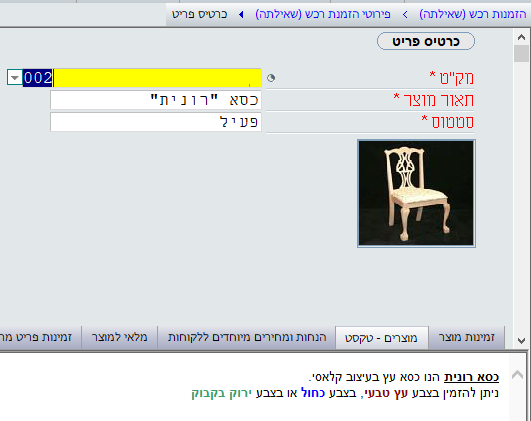 הזמנות רכש (שאילתה) > פירוטי הזמנת רכש (שאילתה) > כרטיס פריט
כרטיס פריט
מק"ט * 002
תאור מוצר * כסא "רונית"
סטטוס * פעיל
זמינות מוצר מוצרים - טקסט הנחות ומחירים מיוחדים ללקוחות מלאי למוצר זמינות פריט
כסא רונית הנו כסא עץ בעיצוב קלאסי.
ניתן להזמין בצבע עץ טבעי, בצבע כחול או בצבע ירוק בקבוק